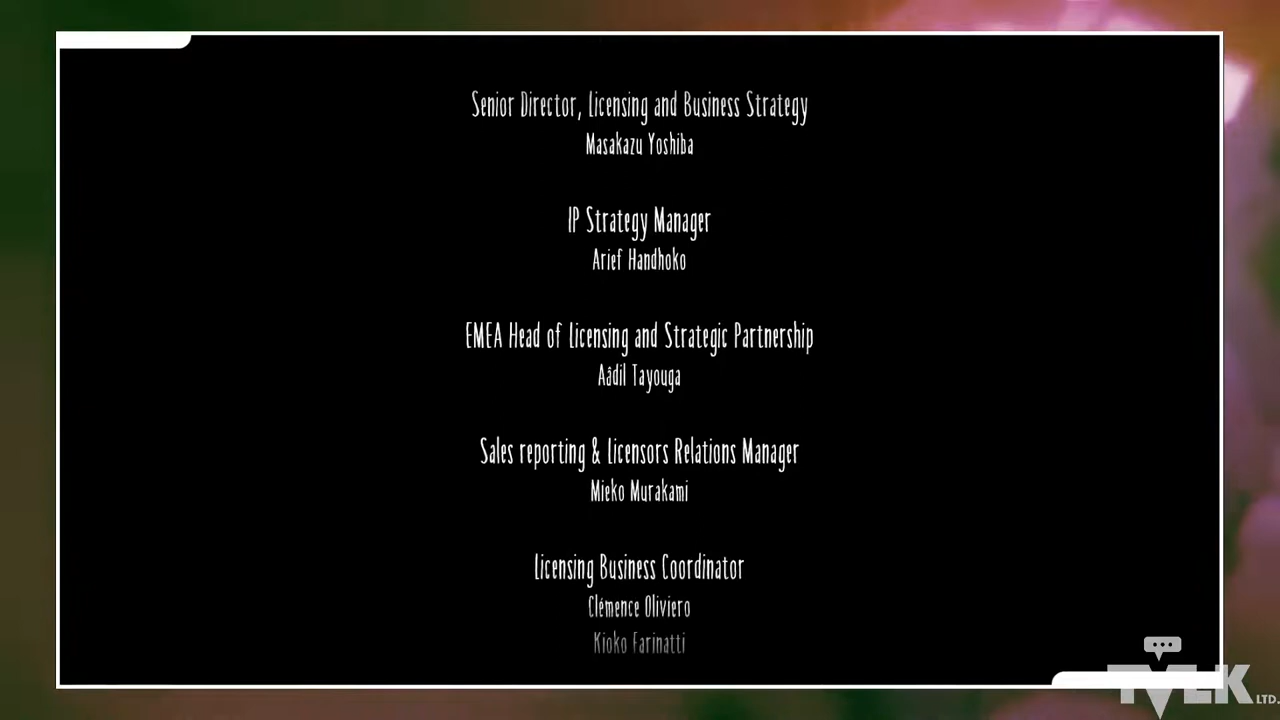 Senior Director, Licensing and Business Strategy
Masakazu Yoshiba
IP Strategy Manager
Arief Handhoko
EMEA Head of Licensing and Strategic Partnership
Aâdil Tayouga
Sales reporting & Licensors Relations Manager
Mieko Murakami
Licensing Business Coordinator
Clémence Oliviero
Kioko Farinatti
LTD.